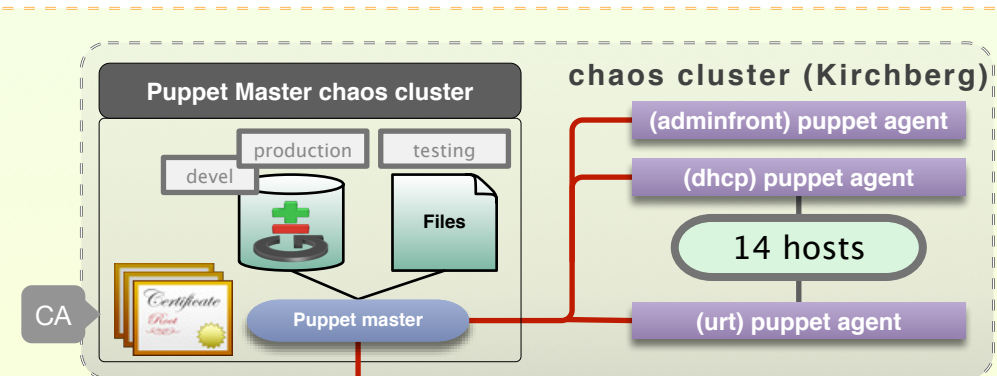 chaos cluster (Kirchberg)
Puppet Master chaos cluster
production
testing
devel
Files
(adminfront) puppet agent
(dhcp) puppet agent
14 hosts
(urt) puppet agent
Certificate
Root
CA
Puppet master